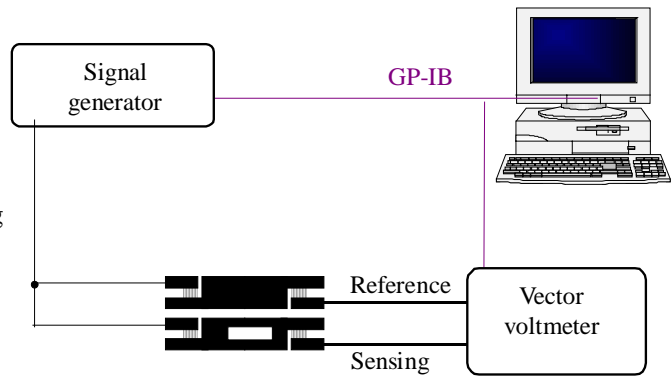 Signal
generator
GP-IB
Reference
Vector
voltmeter
Sensing